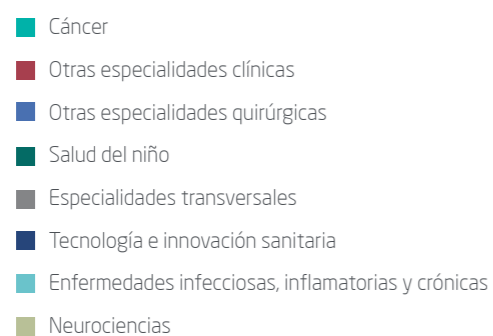 Cáncer
Otras especialidades clínicas
Otras especialidades quirúrgicas
Salud del niño
Especialidades transversales
Tecnología e innovación sanitaria
Enfermedades infecciosas, inflamatorias y crónicas
Neurociencias